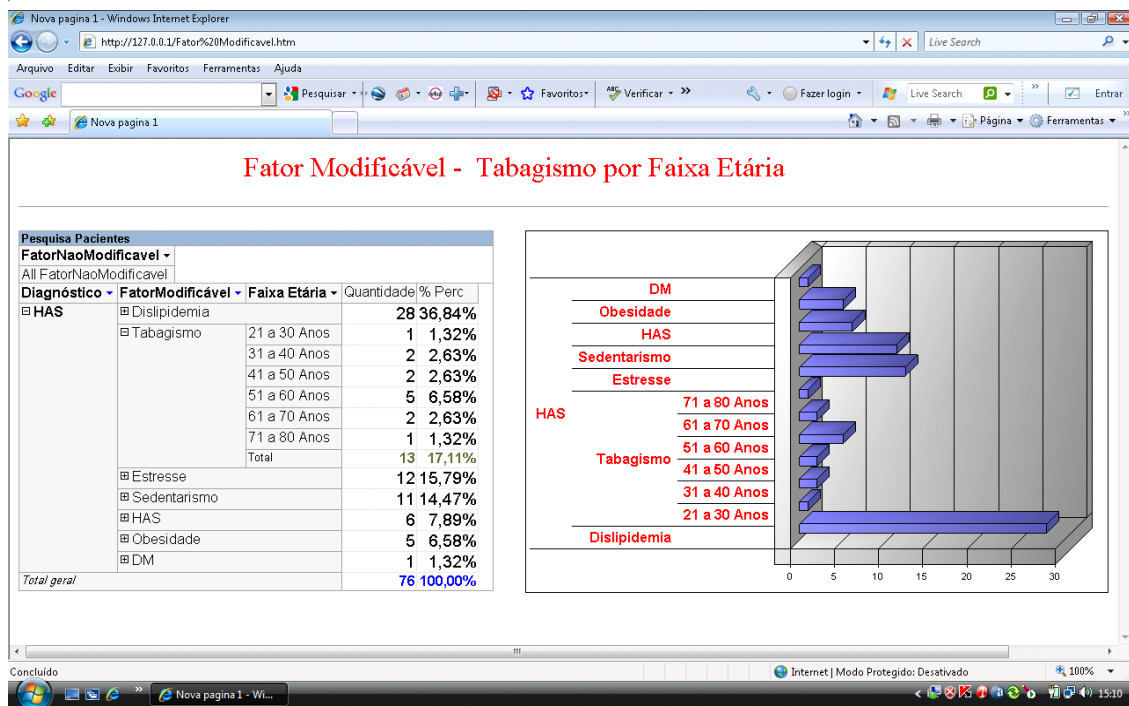 Nova pagina 1 - Windows Internet Explorer
http://127.0.0.1/Fator%20Modificavel.htm
Live Search
Arquivo Editar Exibir Favoritos Ferramentas Ajuda
Google Pesquisar Favoritos Verificar Fazer login Live Search Entrar
Nova pagina 1 Página Ferramentas
Fator Modificável - Tabagismo por Faixa Etária
Pesquisa Pacientes
FatorNaoModificavel
All FatorNaoModificavel
Diagnóstico FatorModificável Faixa Etária Quantidade % Perc
HAS Dislipidemia 28 36,84%
Tabagismo 21 a 30 Anos 1 1,32%
31 a 40 Anos 2 2,63%
41 a 50 Anos 2 2,63%
51 a 60 Anos 5 6,58%
61 a 70 Anos 2 2,63%
71 a 80 Anos 1 1,32%
Total 13 17,11%
Estresse 12 15,79%
Sedentarismo 11 14,47%
HAS 6 7,89%
Obesidade 5 6,58%
DM 1 1,32%
Total geral 76 100,00%
DM
Obesidade
HAS
Sedentarismo
Estresse
HAS
Tabagismo
71 a 80 Anos
61 a 70 Anos
51 a 60 Anos
41 a 50 Anos
31 a 40 Anos
21 a 30 Anos
Dislipidemia
0 5 10 15 20 25 30
Concluído Internet | Modo Protegido: Desativado 100%
Nova pagina 1 - Wi... 15:10